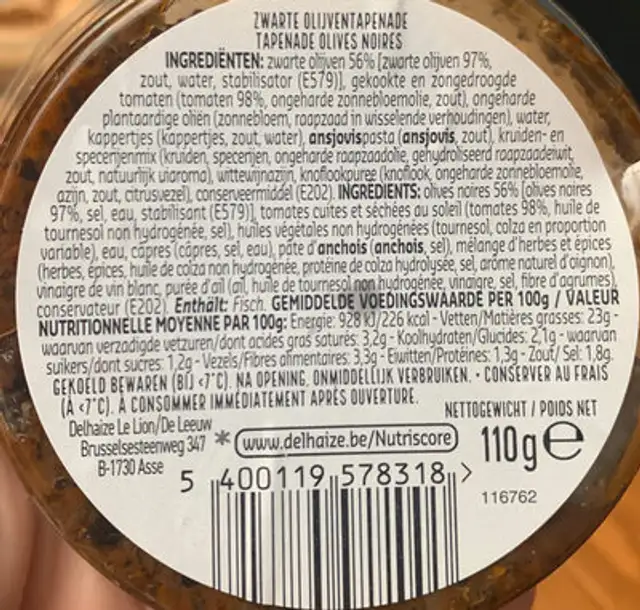 ZWARTE OLIJVENTAPENADE
TAPENADE OLIVES NOIRES
INGREDIËNTEN: zwarte olijven 56% [zwarte olijven 97%,
zout, water, stabilisator (E579)], gekookte en zongedroogde
tomaten (tomaten 98%, ongeharde zonnebloemolie, zout), ongeharde
plantaardige oliën (zonnebloem, raapzaad in wisselende verhoudingen), water,
kappertjes (kappertjes, zout, water), ansjovispasta (ansjovis, zout), kruiden- en
specerijenmix (kruiden, specerijen, ongeharde raapzaadolie, gehydroliseerd raapzaadeiwit,
zout, natuurlijk uiaroma), wittewijnazijn, knoflookpuree (knoflook, ongeharde zonnebloemolie,
azijn, zout, citrusvezel), conserveermiddel (E202). INGRÉDIENTS: olives noires 56% [olives noires
97%, sel, eau, stabilisant (E579)], tomates cuites et séchées au soleil (tomates 98%, huile de
tournesol non hydrogénée, sel), huiles végétales non hydrogénées (tournesol, colza en proportion
variable), eau, câpres (câpres, sel, eau), pâte d'anchois (anchois, sel), mélange d'herbes et épices
(herbes, épices, huile de colza non hydrogénée, protéine de colza hydrolysée, sel, arôme naturel d'oignon),
vinaigre de vin blanc, purée d'ail (ail, huile de tournesol non hydrogénée, vinaigre, sel, fibre d'agrumes),
conservateur (E202). Enthält: Fisch. GEMIDDELDE VOEDINGSWAARDE PER 100g / VALEUR
NUTRITIONNELLE MOYENNE PAR 100g: Energie: 928 kJ/226 kcal - Vetten/Matières grasses: 23g -
waarvan verzadigde vetzuren/dont acides gras saturés: 3,2g - Koolhydraten/Glucides: 2,1g - waarvan
suikers/dont sucres: 1,2g - Vezels/Fibres alimentaires: 3,3g - Eiwitten/Protéines: 1,3g - Zout/ Sel: 1,8g.
GEKOELD BEWAREN (BIJ <7°C). NA OPENING, ONMIDDELLIJK VERBRUIKEN. • CONSERVER AU FRAIS
(À <7°C). À CONSOMMER IMMÉDIATEMENT APRÈS OUVERTURE.
Delhaize Le Lion/De Leeuw
Brusselsesteenweg 347
B-1730 Asse
* www.delhaize.be/Nutriscore
NETTOGEWICHT / POIDS NET
110g e
5 400119 578318 >
116762